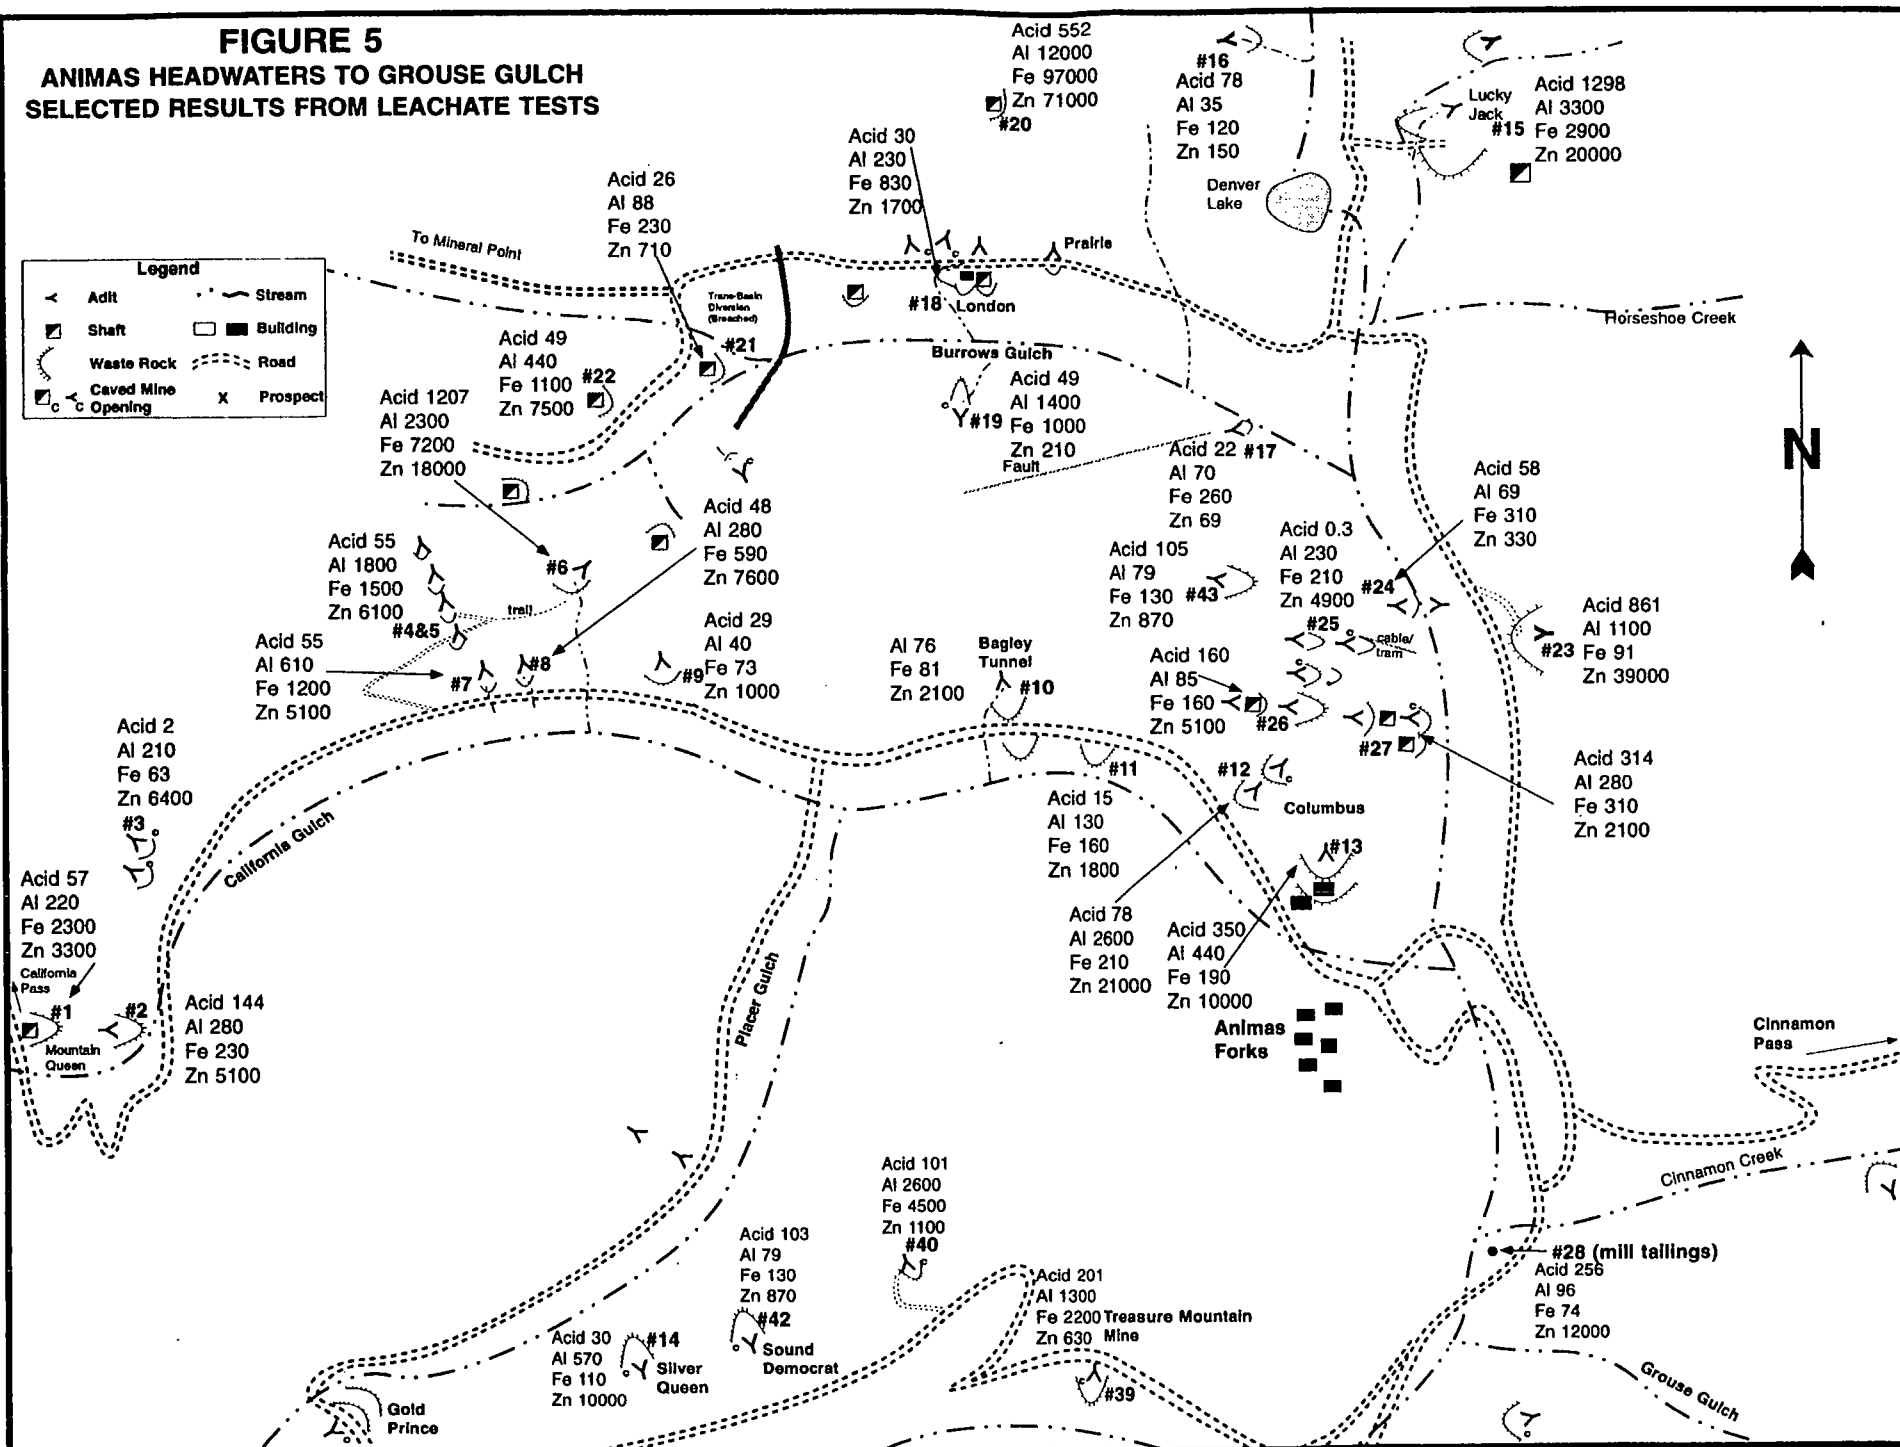 FIGURE 5
ANIMAS HEADWATERS TO GROUSE GULCH
SELECTED RESULTS FROM LEACHATE TESTS
Legend
Adit
Stream
Shaft
Building
Waste Rock
Road
C
C
Caved Mine
Opening
X
Prospect
To Mineral Point
Acid 26
Al 88
Fe 230
Zn 710
Trans-Basin
Diversion
(Breached)
#21
Acid 49
Al 440
Fe 1100
Zn 7500
#22
Acid 30
Al 230
Fe 830
Zn 1700
C
C
#18
London
Prairie
Acid 552
Al 12000
Fe 97000
Zn 71000
#20
#16
Acid 78
Al 35
Fe 120
Zn 150
Denver
Lake
Lucky
Jack
#15
Acid 1298
Al 3300
Fe 2900
Zn 20000
Horseshoe Creek
N
Burrows Gulch
#19
Acid 49
Al 1400
Fe 1000
Zn 210
Fault
#17
Acid 22
Al 70
Fe 260
Zn 69
Acid 1207
Al 2300
Fe 7200
Zn 18000
#6
Acid 48
Al 280
Fe 590
Zn 7600
#8
Acid 55
Al 1800
Fe 1500
Zn 6100
#4&5
trail
Acid 55
Al 610
Fe 1200
Zn 5100
#7
Acid 29
Al 40
Fe 73
Zn 1000
#9
Al 76
Fe 81
Zn 2100
Bagley
Tunnel
#10
#11
Acid 15
Al 130
Fe 160
Zn 1800
Acid 105
Al 79
Fe 130
Zn 870
#43
Acid 0.3
Al 230
Fe 210
Zn 4900
#25
C
cable/
tram
Acid 58
Al 69
Fe 310
Zn 330
#24
Acid 861
Al 1100
Fe 91
Zn 39000
#23
Acid 160
Al 85
Fe 160
Zn 5100
#26
C
C
#27
Acid 314
Al 280
Fe 310
Zn 2100
#12
Columbus
Acid 78
Al 2600
Fe 210
Zn 21000
#13
Acid 350
Al 440
Fe 190
Zn 10000
Acid 2
Al 210
Fe 63
Zn 6400
#3
California Gulch
Acid 57
Al 220
Fe 2300
Zn 3300
California
Pass
#1
#2
Mountain
Queen
Acid 144
Al 280
Fe 230
Zn 5100
Placer Gulch
Animas
Forks
Cinnamon
Pass
Cinnamon Creek
#28 (mill tailings)
Acid 256
Al 96
Fe 74
Zn 12000
Grouse Gulch
Acid 101
Al 2600
Fe 4500
Zn 1100
#40
Acid 201
Al 1300
Fe 2200
Zn 630
Treasure Mountain
Mine
#39
Acid 103
Al 79
Fe 130
Zn 870
#42
Sound
Democrat
Acid 30
Al 570
Fe 110
Zn 10000
#14
Silver
Queen
Gold
Prince